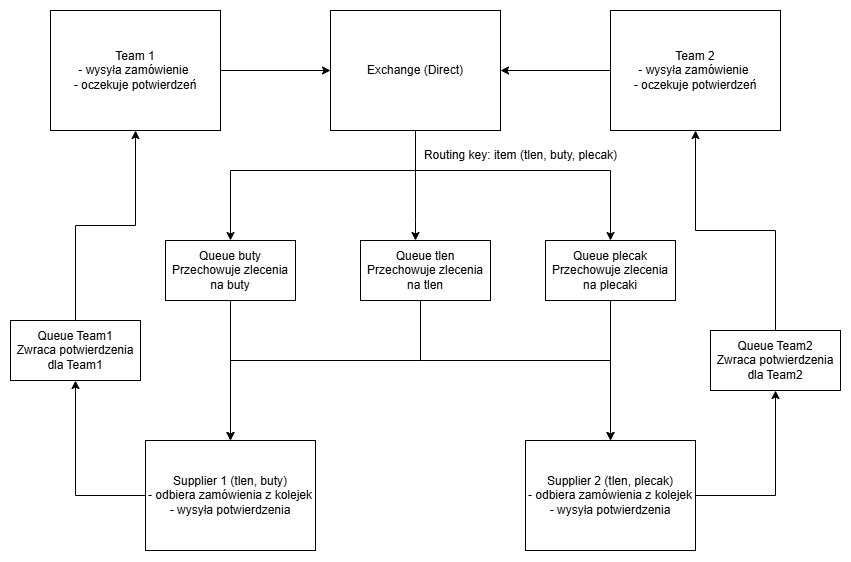 Team 1
- wysyła zamówienie
- oczekuje potwierdzeń
Exchange (Direct)
Team 2
- wysyła zamówienie
- oczekuje potwierdzeń
Routing key: item (tlen, buty, plecak)
Queue buty
Przechowuje zlecenia
na buty
Queue tlen
Przechowuje zlecenia
na tlen
Queue plecak
Przechowuje zlecenia
na plecaki
Queue Team1
Zwraca potwierdzenia
dla Team1
Queue Team2
Zwraca potwierdzenia
dla Team2
Supplier 1 (tlen, buty)
- odbiera zamówienia z kolejek
- wysyła potwierdzenia
Supplier 2 (tlen, plecak)
- odbiera zamówienia z kolejek
- wysyła potwierdzenia